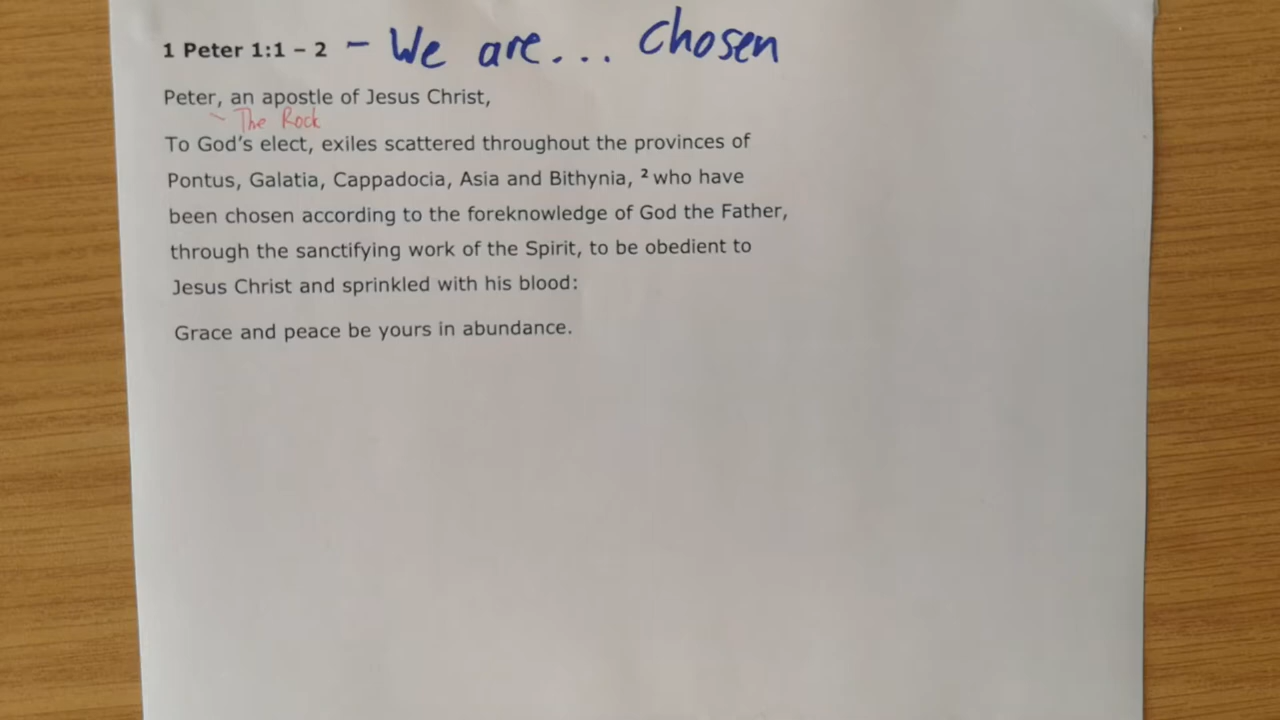 1 Peter 1:1 – 2 – We are... Chosen
Peter, an apostle of Jesus Christ,
~ The Rock
To God's elect, exiles scattered throughout the provinces of
Pontus, Galatia, Cappadocia, Asia and Bithynia, ² who have
been chosen according to the foreknowledge of God the Father,
through the sanctifying work of the Spirit, to be obedient to
Jesus Christ and sprinkled with his blood:
Grace and peace be yours in abundance.